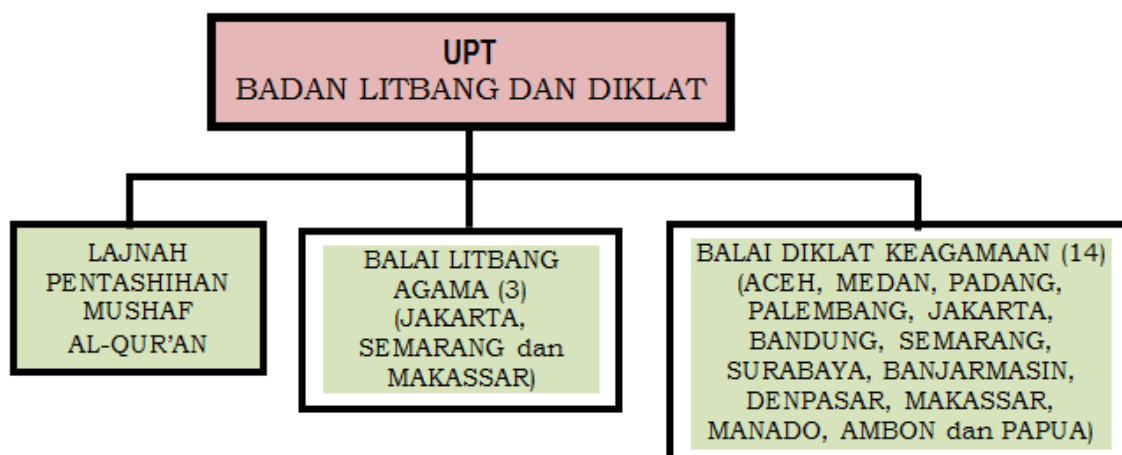 UPT
BADAN LITBANG DAN DIKLAT
LAJNAH
PENTASHIHAN
MUSHAF
AL-QUR’AN
BALAI LITBANG
AGAMA (3)
(JAKARTA,
SEMARANG dan
MAKASSAR)
BALAI DIKLAT KEAGAMAAN (14)
(ACEH, MEDAN, PADANG,
PALEMBANG, JAKARTA,
BANDUNG, SEMARANG,
SURABAYA, BANJARMASIN,
DENPASAR, MAKASSAR,
MANADO, AMBON dan PAPUA)